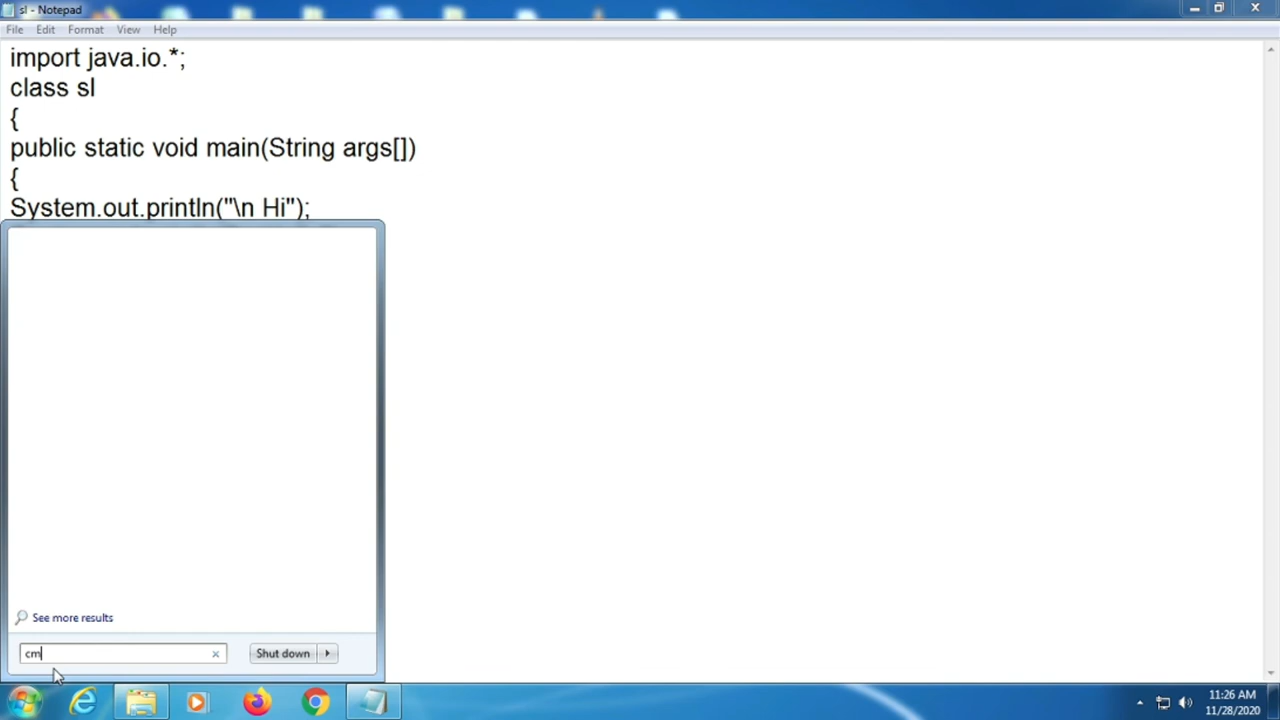 sl - Notepad
File Edit Format View Help
import java.io.*;
class sl
{
public static void main(String args[])
{
System.out.println("\n Hi");
See more results
cm
Shut down
11:26 AM
11/28/2020